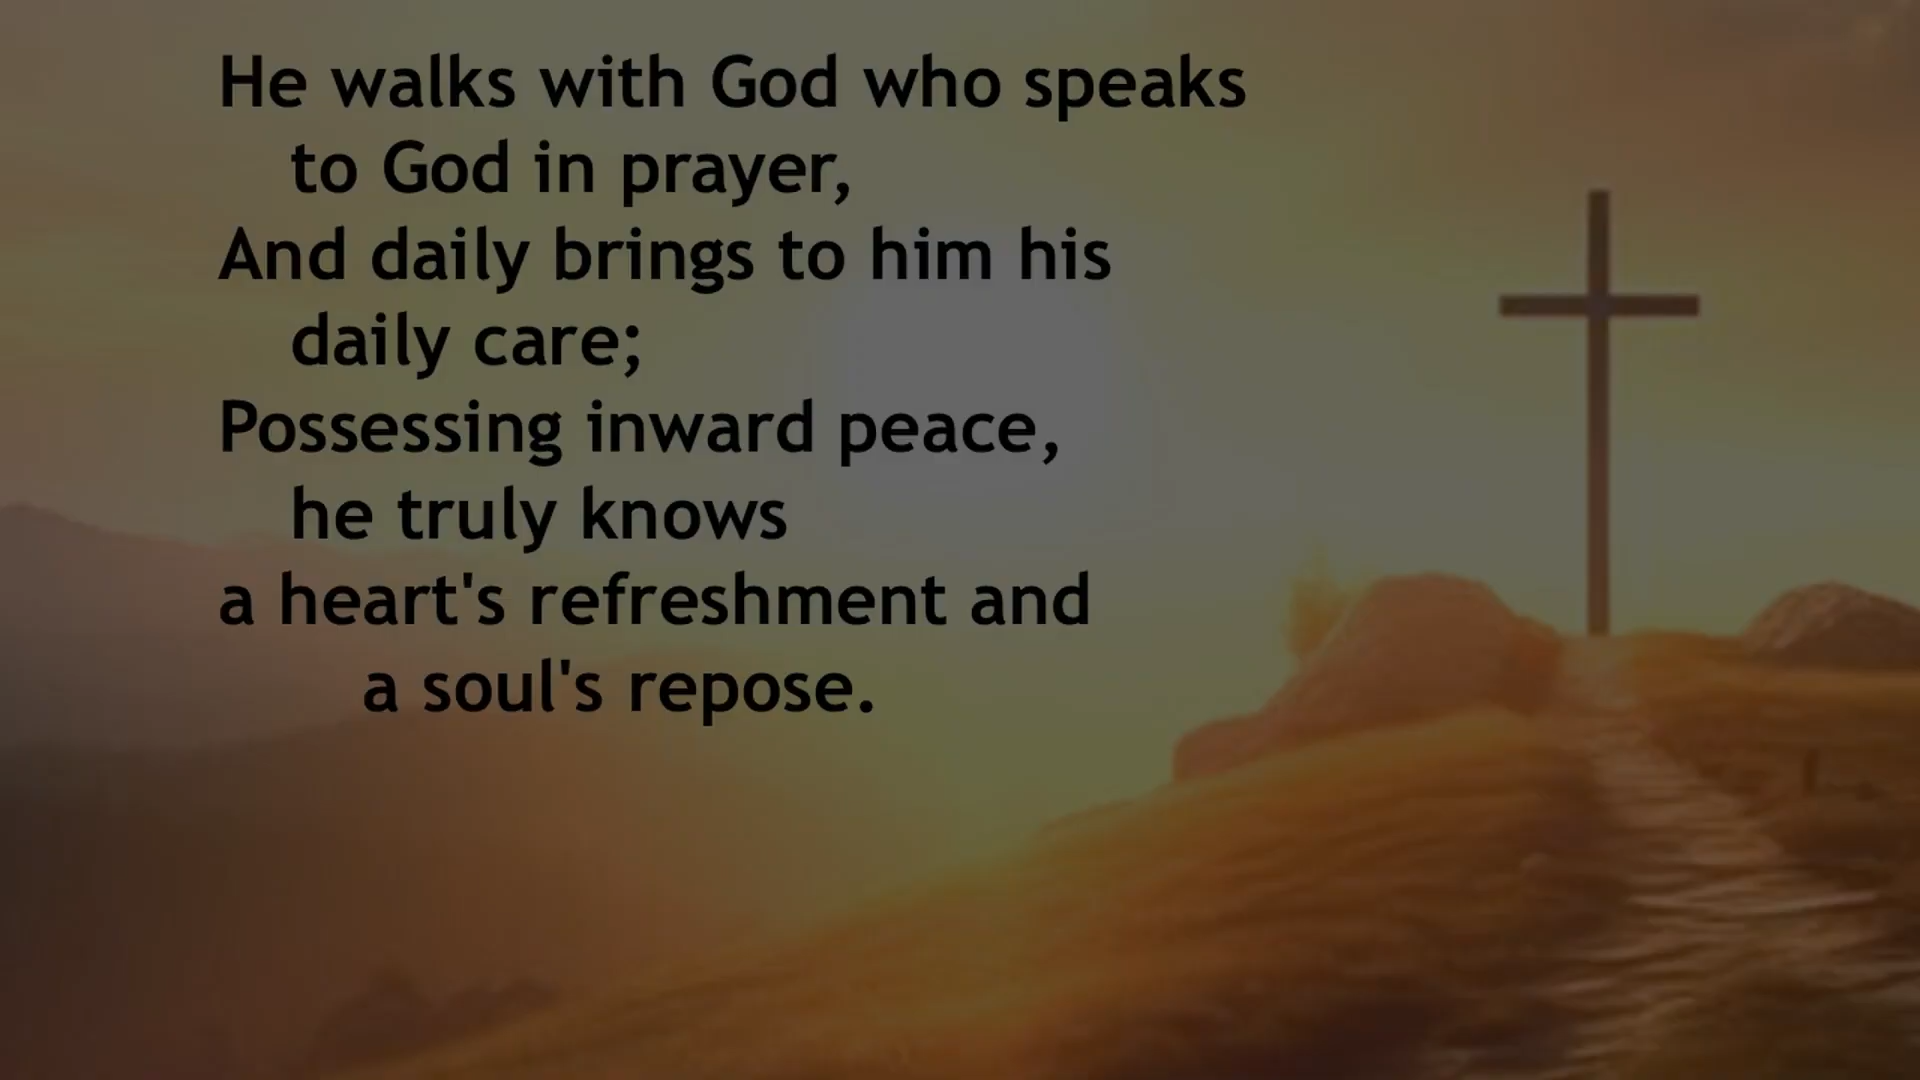 He walks with God who speaks
to God in prayer,
And daily brings to him his
daily care;
Possessing inward peace,
he truly knows
a heart's refreshment and
a soul's repose.